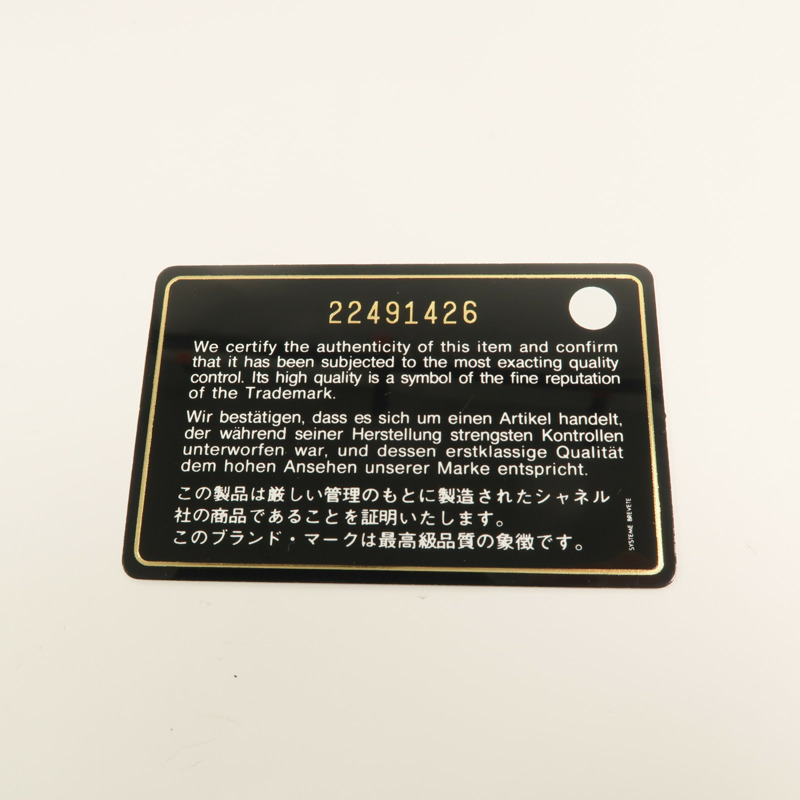 22491426
We certify the authenticity of this item and confirm
that it has been subjected to the most exacting quality
control. Its high quality is a symbol of the fine reputation
of the Trademark.
Wir bestätigen, dass es sich um einen Artikel handelt,
der während seiner Herstellung strengsten Kontrollen
unterworfen war, und dessen erstklassige Qualität
dem hohen Ansehen unserer Marke entspricht.
この製品は厳しい管理のもとに製造されたシャネル
社の商品であることを証明いたします。
このブランド・マークは最高級品質の象徴です。
SYSTEME BREVETE